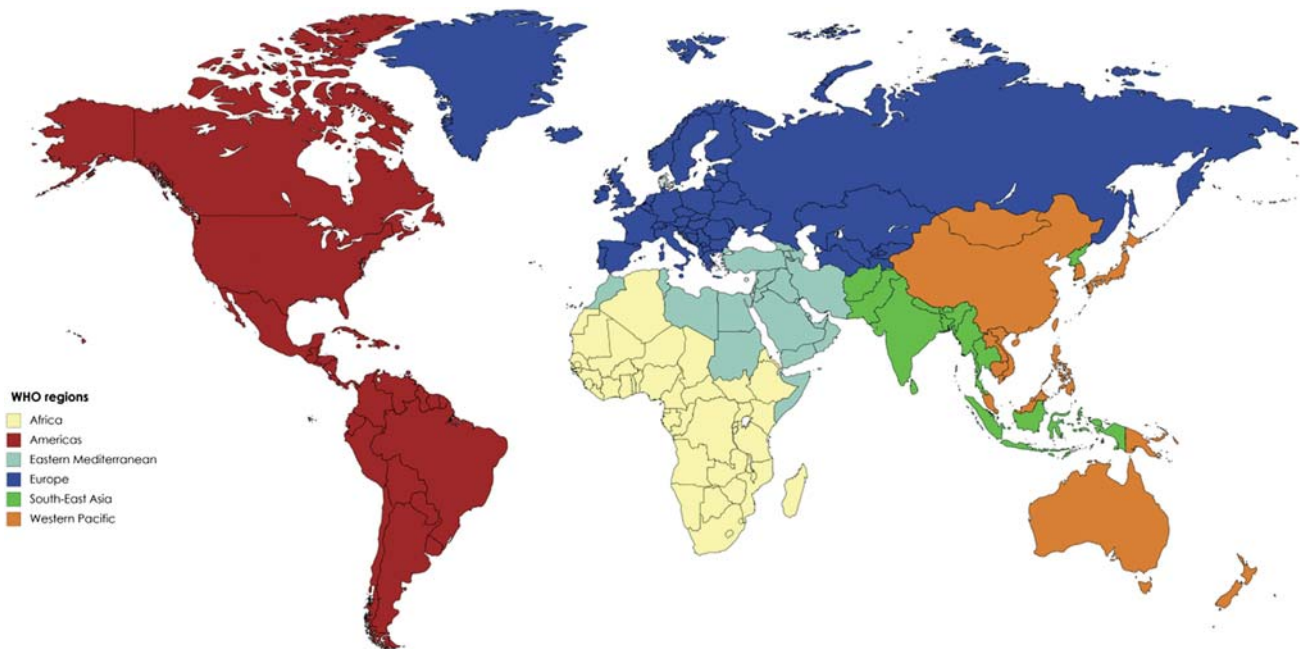 WHO regions
Africa
Americas
Eastern Mediterranean
Europe
South-East Asia
Western Pacific